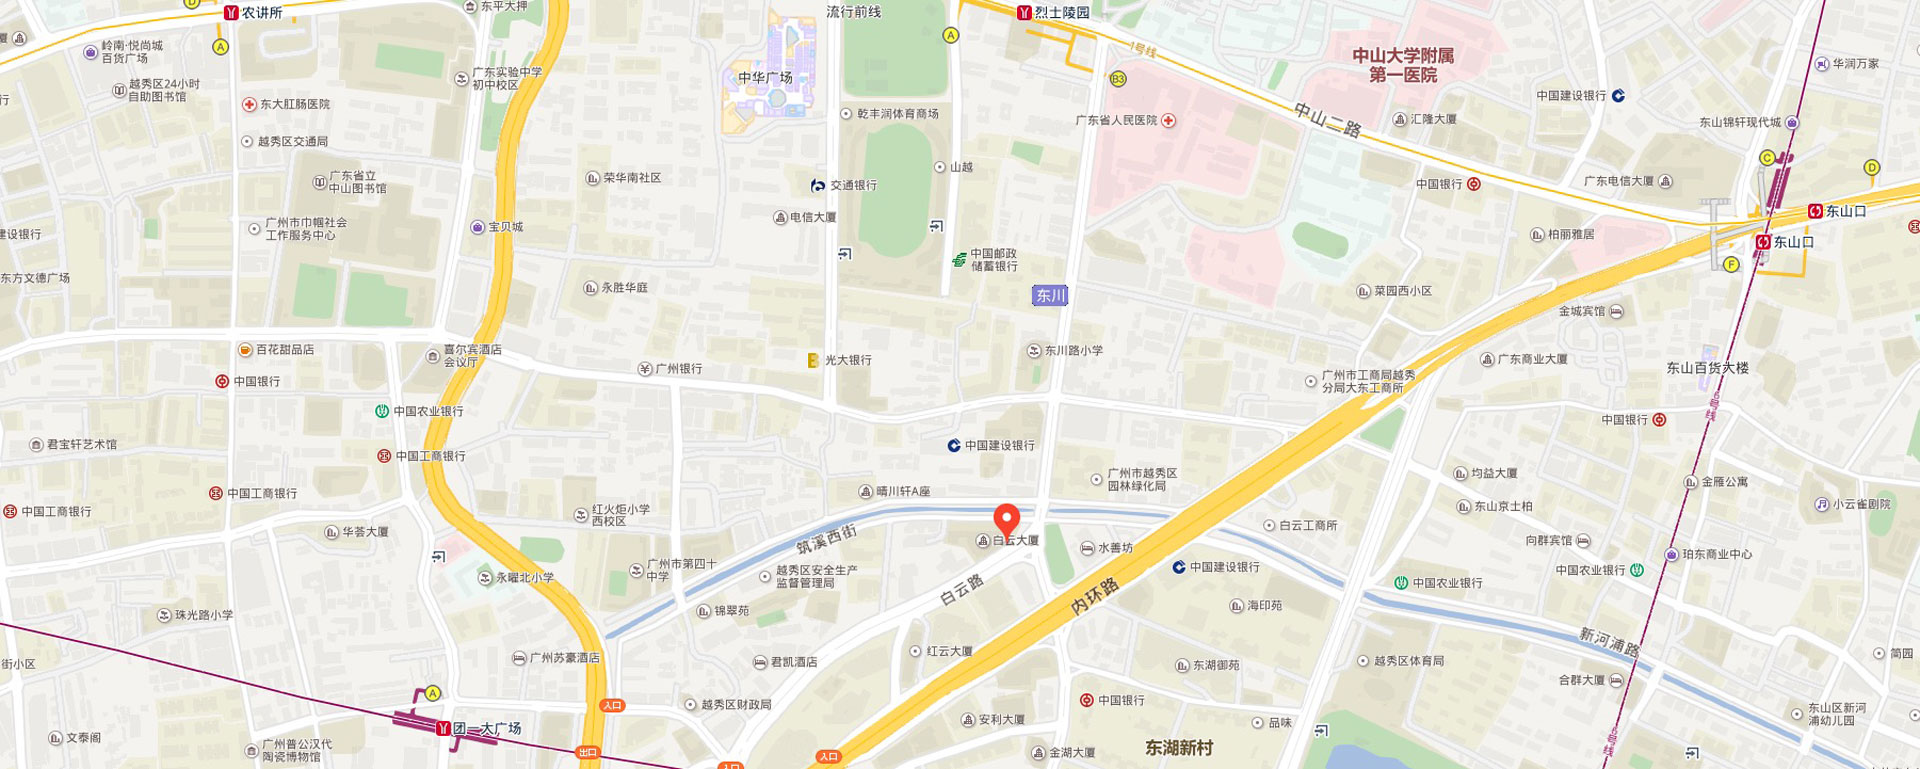 D
农讲所
东平大押
流行前线
烈士陵园
厦
岭南·悦尚城
百货广场
A
A
1号线
中山大学附属
第一医院
华润万家
广东实验中学
初中校区
中华广场
B3
越秀区24小时
自助图书馆
中国建设银行
行
东大肛肠医院
乾丰润体育商场
广东省人民医院
中山二路
汇隆大厦
东山锦轩现代城
越秀区交通局
C
山越
D
广东省立
中山图书馆
荣华南社区
交通银行
中国银行
广东电信大厦
电信大厦
东山口
广州市巾帼社会
工作服务中心
宝贝城
建设银行
柏丽雅居
东山口
中国邮政
储蓄银行
F
东方文德广场
永胜华庭
东川
菜园西小区
金城宾馆
百花甜品店
喜尔宾酒店
会议厅
东川路小学
光大银行
广东商业大厦
广州银行
东山百货大楼
中国银行
广州市工商局越秀
分局大东工商所
6号线
中国农业银行
中国银行
君宝轩艺术馆
中国建设银行
中国工商银行
广州市越秀区
园林绿化局
均益大厦
金雁公寓
中国工商银行
晴川轩A座
东山京士柏
小云雀剧院
中国工商银行
红火炬小学
西校区
白云工商所
华荟大厦
筑溪西街
白云大厦
水善坊
向群宾馆
珀东商业中心
广州市第四十
中学
越秀区安全生产
监督管理局
中国建设银行
中国农业银行
永曜北小学
中国农业银行
白云路
内环路
珠光路小学
锦翠苑
海印苑
新河浦路
街小区
广州苏豪酒店
君凯酒店
红云大厦
东湖御苑
越秀区体育局
简园
合群大厦
A
入口
越秀区财政局
中国银行
东山区新河
浦幼儿园
团一大广场
安利大厦
品味
文泰阁
广州普公汉代
陶瓷博物馆
出口
入口
金湖大厦
东湖新村
6号线
入口